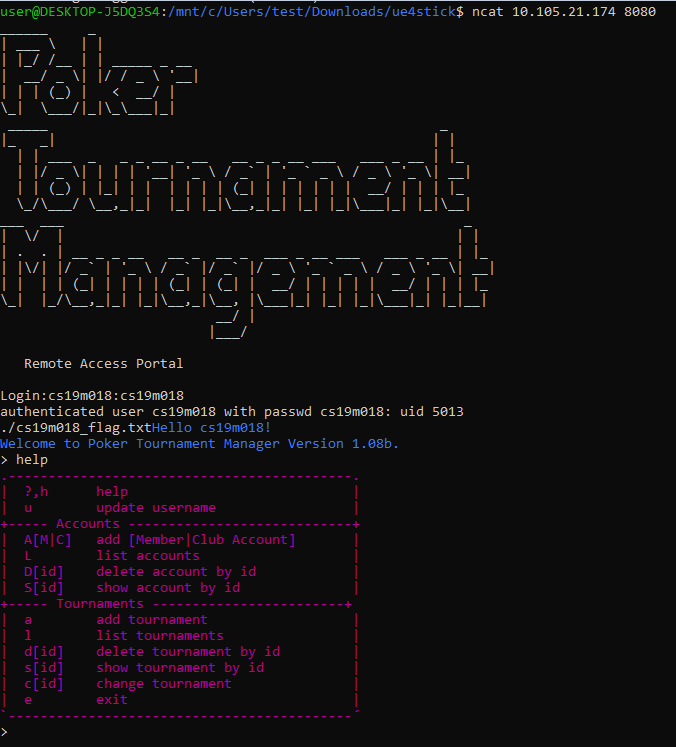 user@DESKTOP-J5DQ3S4:/mnt/c/Users/test/Downloads/ue4stick$ ncat 10.105.21.174 8080
Poker
Tournament
Management
Remote Access Portal
Login:cs19m018:cs19m018
authenticated user cs19m018 with passwd cs19m018: uid 5013
./cs19m018_flag.txtHello cs19m018!
Welcome to Poker Tournament Manager Version 1.08b.
> help
.-------------------------------------------.
| ?,h help |
| u update username |
+----- Accounts ----------------------------+
| A[M|C] add [Member|Club Account] |
| L list accounts |
| D[id] delete account by id |
| S[id] show account by id |
+----- Tournaments ------------------------+
| a add tournament |
| l list tournaments |
| d[id] delete tournament by id |
| s[id] show tournament by id |
| c[id] change tournament |
| e exit |
`-------------------------------------------´
>